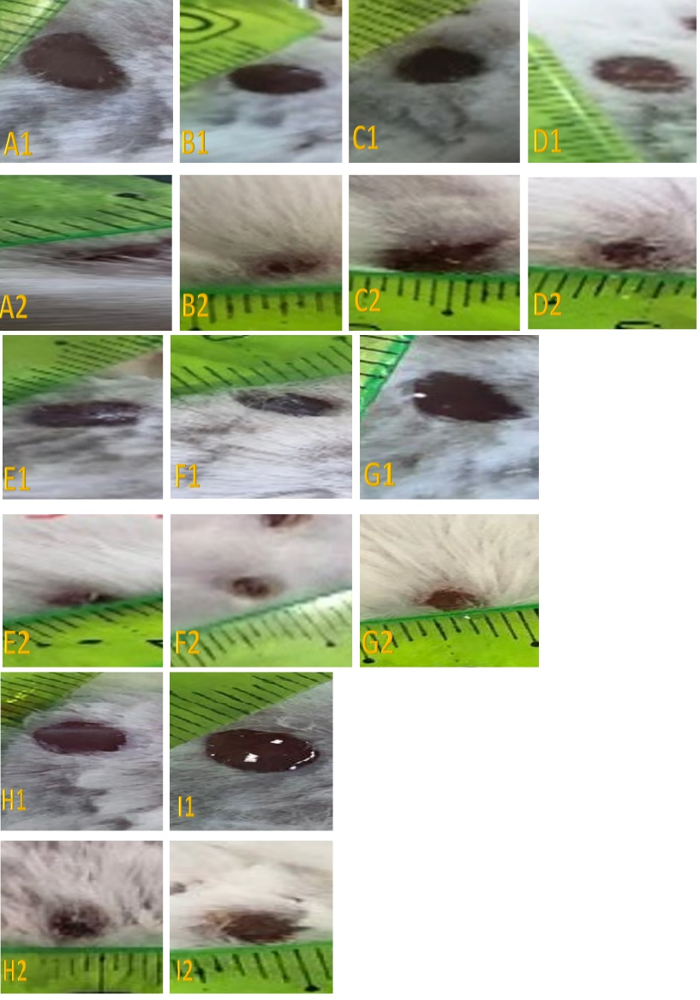 A1 B1 C1 D1
A2 B2 C2 D2
E1 F1 G1
E2 F2 G2
H1 I1
H2 I2